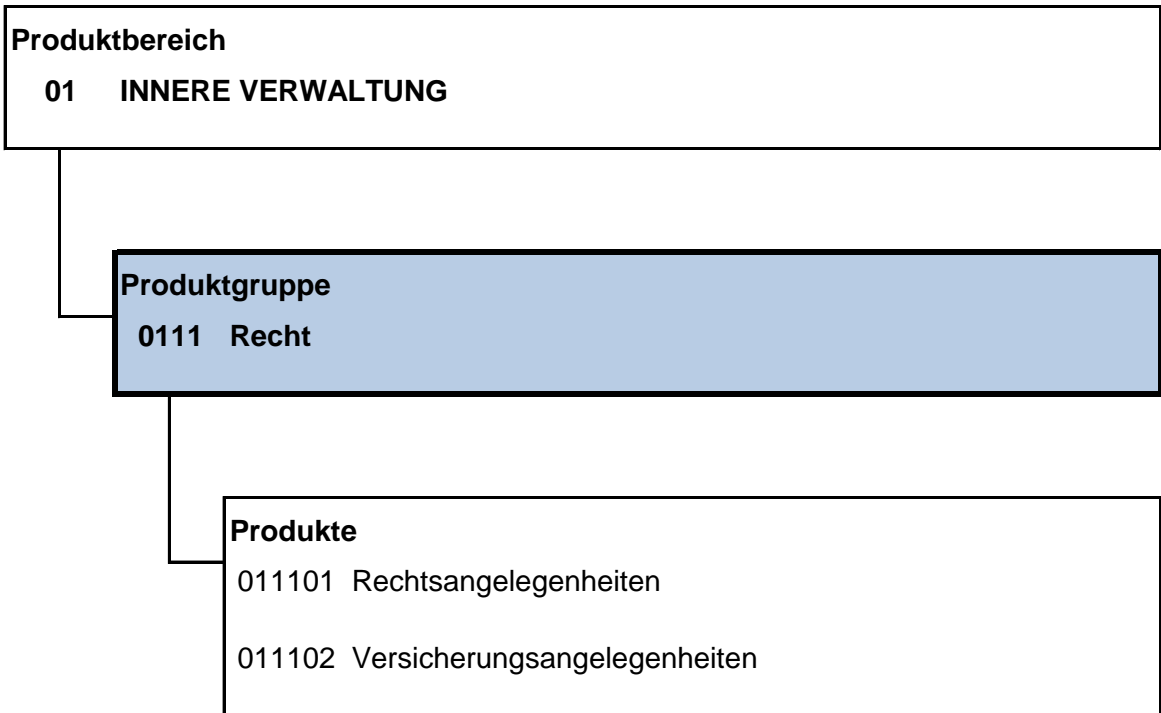 Produktbereich
01 INNERE VERWALTUNG
Produktgruppe
0111 Recht
Produkte
011101 Rechtsangelegenheiten
011102 Versicherungsangelegenheiten